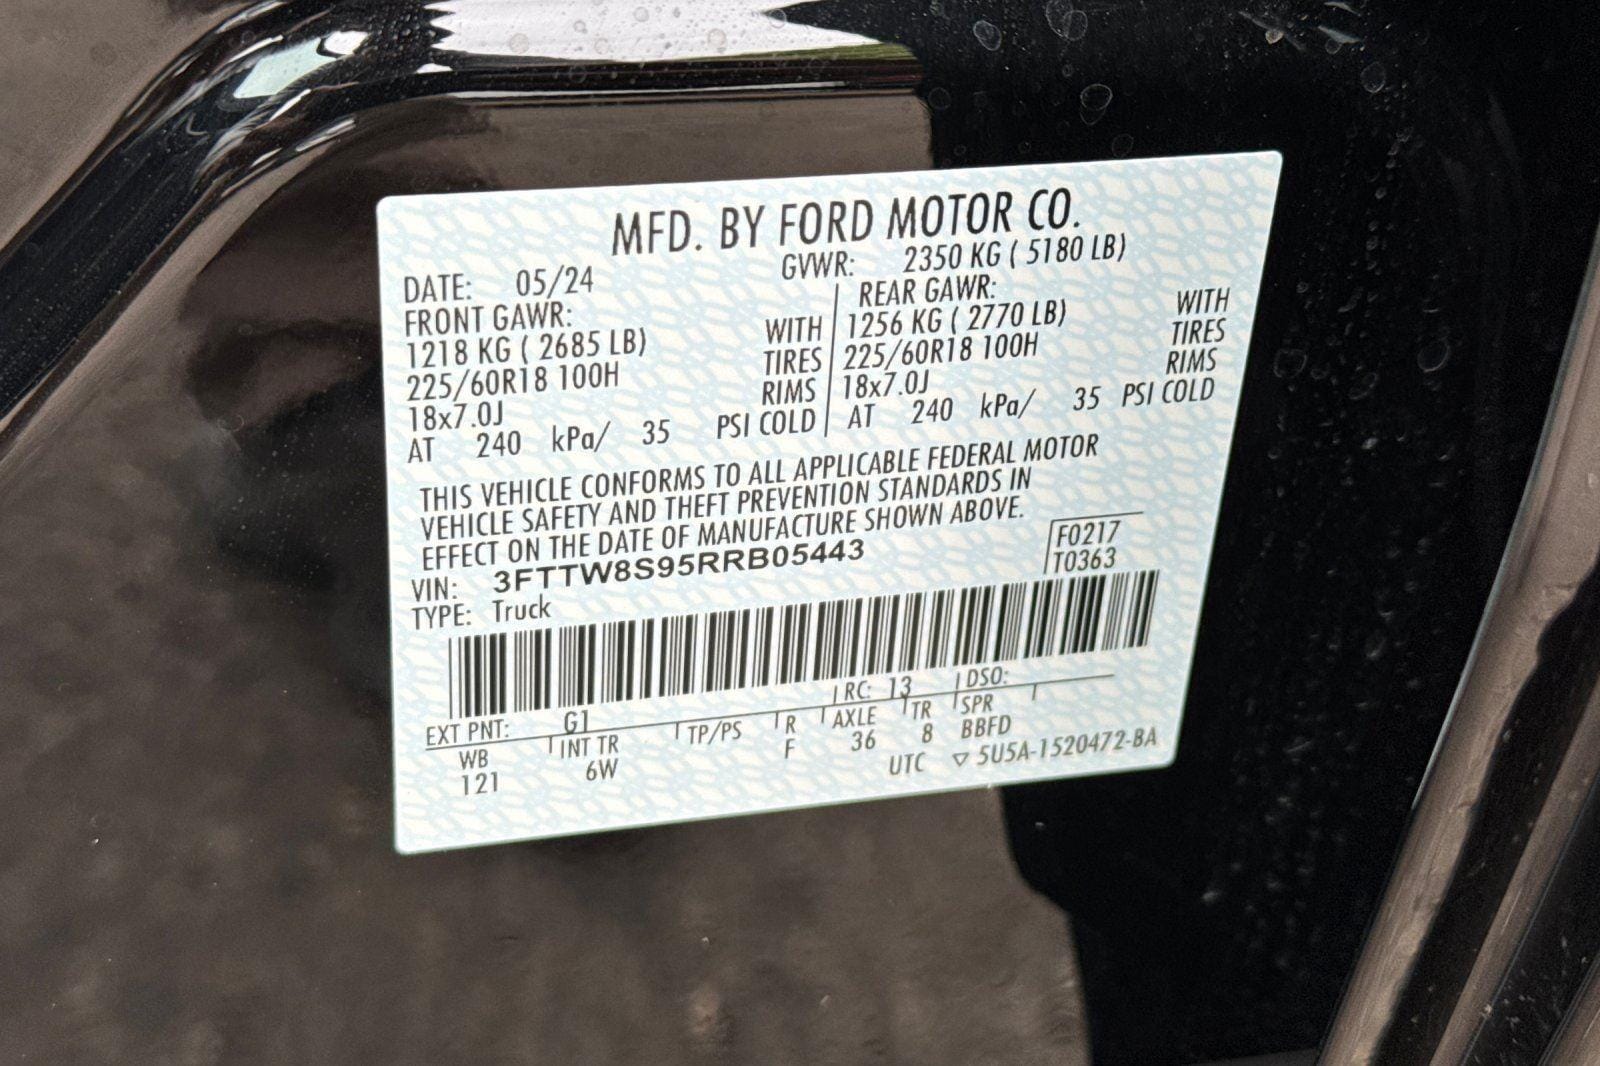 MFD. BY FORD MOTOR CO.
DATE: 05/24 GVWR: 2350 KG ( 5180 LB)
FRONT GAWR: REAR GAWR:
1218 KG ( 2685 LB) WITH 1256 KG ( 2770 LB) WITH
225/60R18 100H TIRES 225/60R18 100H TIRES
18x7.0J RIMS 18x7.0J RIMS
AT 240 kPa/ 35 PSI COLD AT 240 kPa/ 35 PSI COLD
THIS VEHICLE CONFORMS TO ALL APPLICABLE FEDERAL MOTOR
VEHICLE SAFETY AND THEFT PREVENTION STANDARDS IN
EFFECT ON THE DATE OF MANUFACTURE SHOWN ABOVE.
VIN: 3FTTW8S95RRB05443 F0217
TYPE: Truck T0363
EXT PNT: G1 RC: 13 DSO:
WB INT TR TP/PS R AXLE TR SPR
121 6W F 36 8 BBFD
UTC ▽ 5U5A-1520472-BA